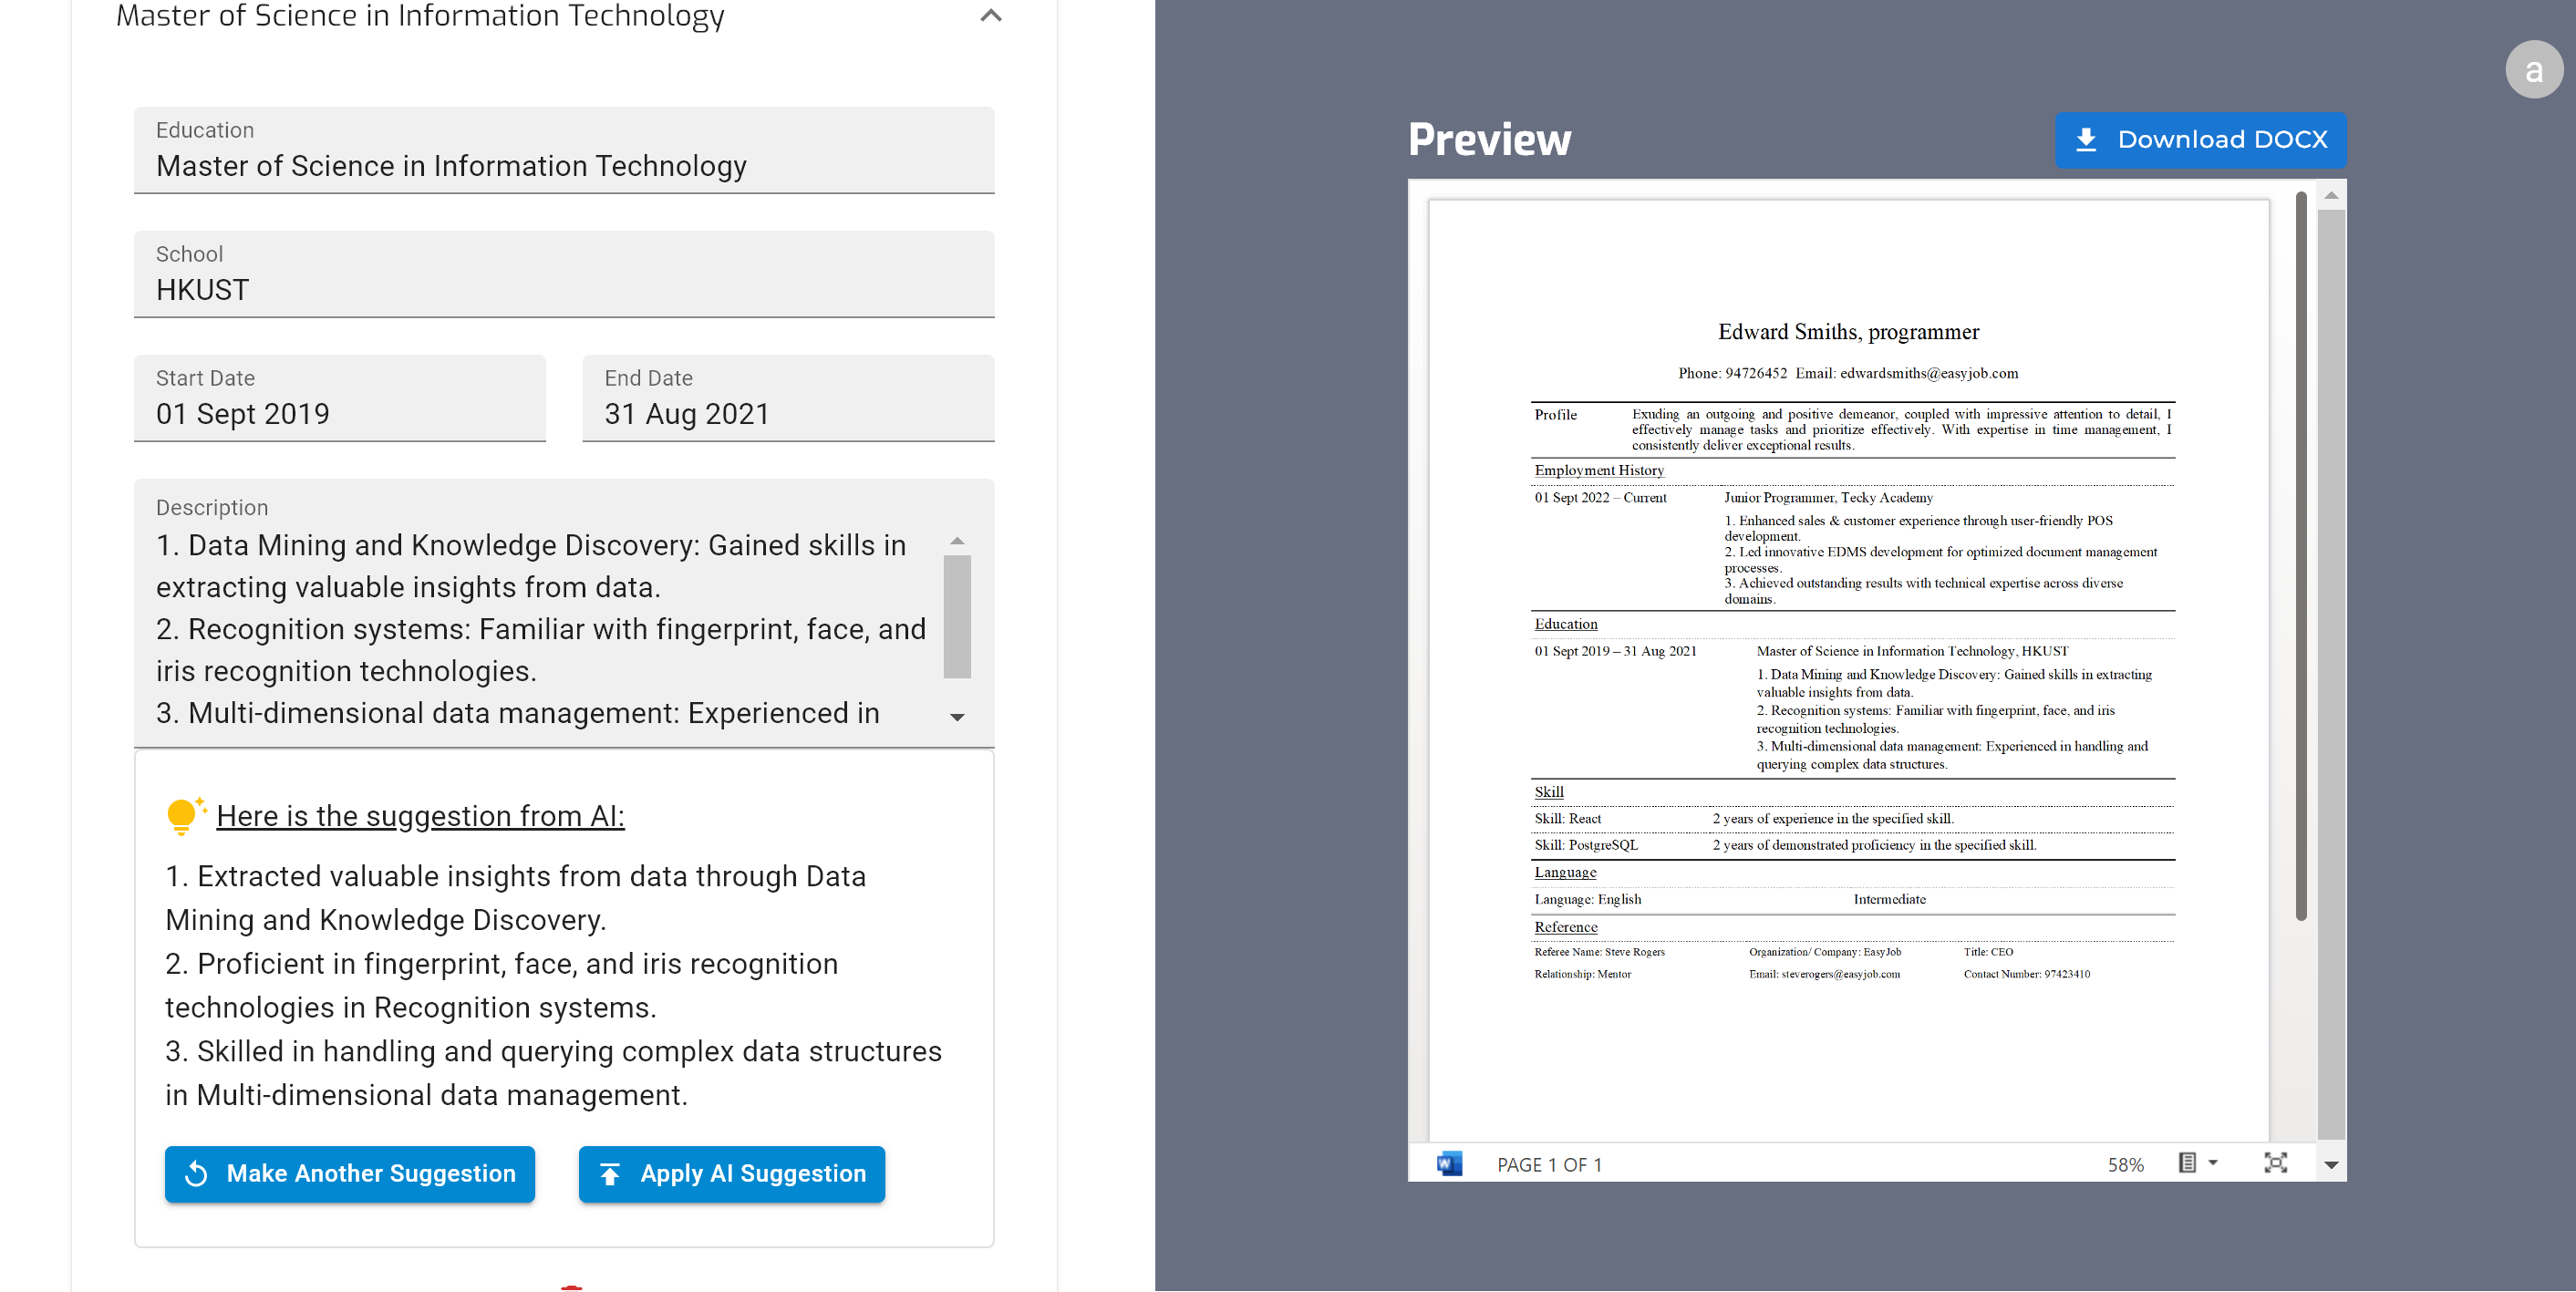 Master of Science in Information Technology
Education
Master of Science in Information Technology
School
HKUST
Start Date
01 Sept 2019
End Date
31 Aug 2021
Description
1. Data Mining and Knowledge Discovery: Gained skills in
extracting valuable insights from data.
2. Recognition systems: Familiar with fingerprint, face, and
iris recognition technologies.
3. Multi-dimensional data management: Experienced in
Here is the suggestion from AI:
1. Extracted valuable insights from data through Data
Mining and Knowledge Discovery.
2. Proficient in fingerprint, face, and iris recognition
technologies in Recognition systems.
3. Skilled in handling and querying complex data structures
in Multi-dimensional data management.
Make Another Suggestion
Apply AI Suggestion
a
Preview
Download DOCX
Edward Smiths, programmer
Phone: 94726452 Email: edwardsmiths@easyjob.com
Profile
Exuding an outgoing and positive demeanor, coupled with impressive attention to detail, I
effectively manage tasks and prioritize effectively. With expertise in time management, I
consistently deliver exceptional results.
Employment History
01 Sept 2022 – Current
Junior Programmer, Tecky Academy
1. Enhanced sales & customer experience through user-friendly POS
development.
2. Led innovative EDMS development for optimized document management
processes.
3. Achieved outstanding results with technical expertise across diverse
domains.
Education
01 Sept 2019 – 31 Aug 2021
Master of Science in Information Technology, HKUST
1. Data Mining and Knowledge Discovery: Gained skills in extracting
valuable insights from data.
2. Recognition systems: Familiar with fingerprint, face, and iris
recognition technologies.
3. Multi-dimensional data management: Experienced in handling and
querying complex data structures.
Skill
Skill: React
2 years of experience in the specified skill.
Skill: PostgreSQL
2 years of demonstrated proficiency in the specified skill.
Language
Language: English
Intermediate
Reference
Referee Name: Steve Rogers
Organization/ Company: EasyJob
Title: CEO
Relationship: Mentor
Email: steverogers@easyjob.com
Contact Number: 97423410
W
PAGE 1 OF 1
58%